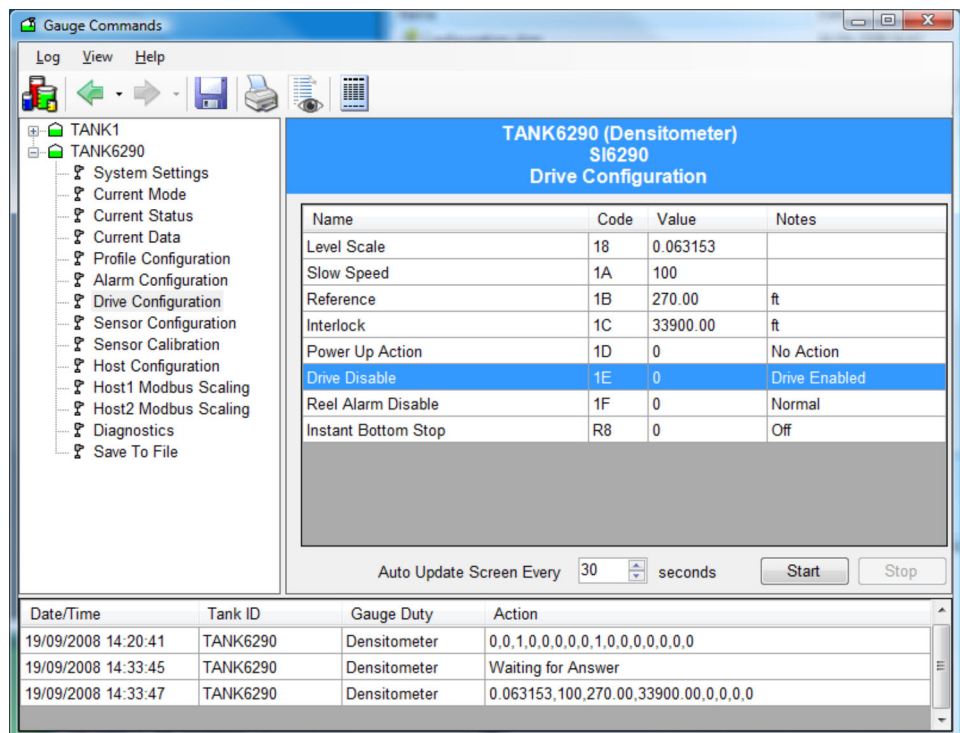 Gauge Commands
Log View Help
TANK1
TANK6290
System Settings
Current Mode
Current Status
Current Data
Profile Configuration
Alarm Configuration
Drive Configuration
Sensor Configuration
Sensor Calibration
Host Configuration
Host1 Modbus Scaling
Host2 Modbus Scaling
Diagnostics
Save To File
TANK6290 (Densitometer)
SI6290
Drive Configuration
Name Code Value Notes
Level Scale 18 0.063153
Slow Speed 1A 100
Reference 1B 270.00 ft
Interlock 1C 33900.00 ft
Power Up Action 1D 0 No Action
Drive Disable 1E 0 Drive Enabled
Reel Alarm Disable 1F 0 Normal
Instant Bottom Stop R8 0 Off
Auto Update Screen Every 30 seconds Start Stop
Date/Time Tank ID Gauge Duty Action
19/09/2008 14:20:41 TANK6290 Densitometer 0,0,1,0,0,0,0,0,1,0,0,0,0,0,0,0
19/09/2008 14:33:45 TANK6290 Densitometer Waiting for Answer
19/09/2008 14:33:47 TANK6290 Densitometer 0.063153,100,270.00,33900.00,0,0,0,0